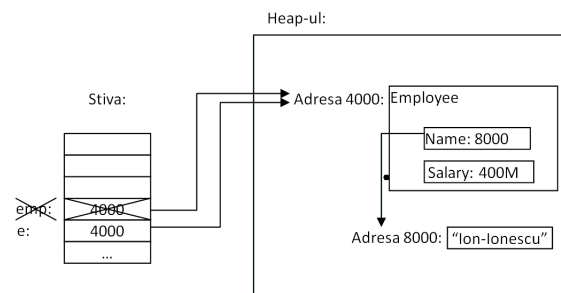 Heap-ul:
Stiva:
Adresa 4000:
Employee
Name: 8000
Salary: 400M
emp:
4000
e:
4000
...
Adresa 8000:
“Ion-Ionescu”